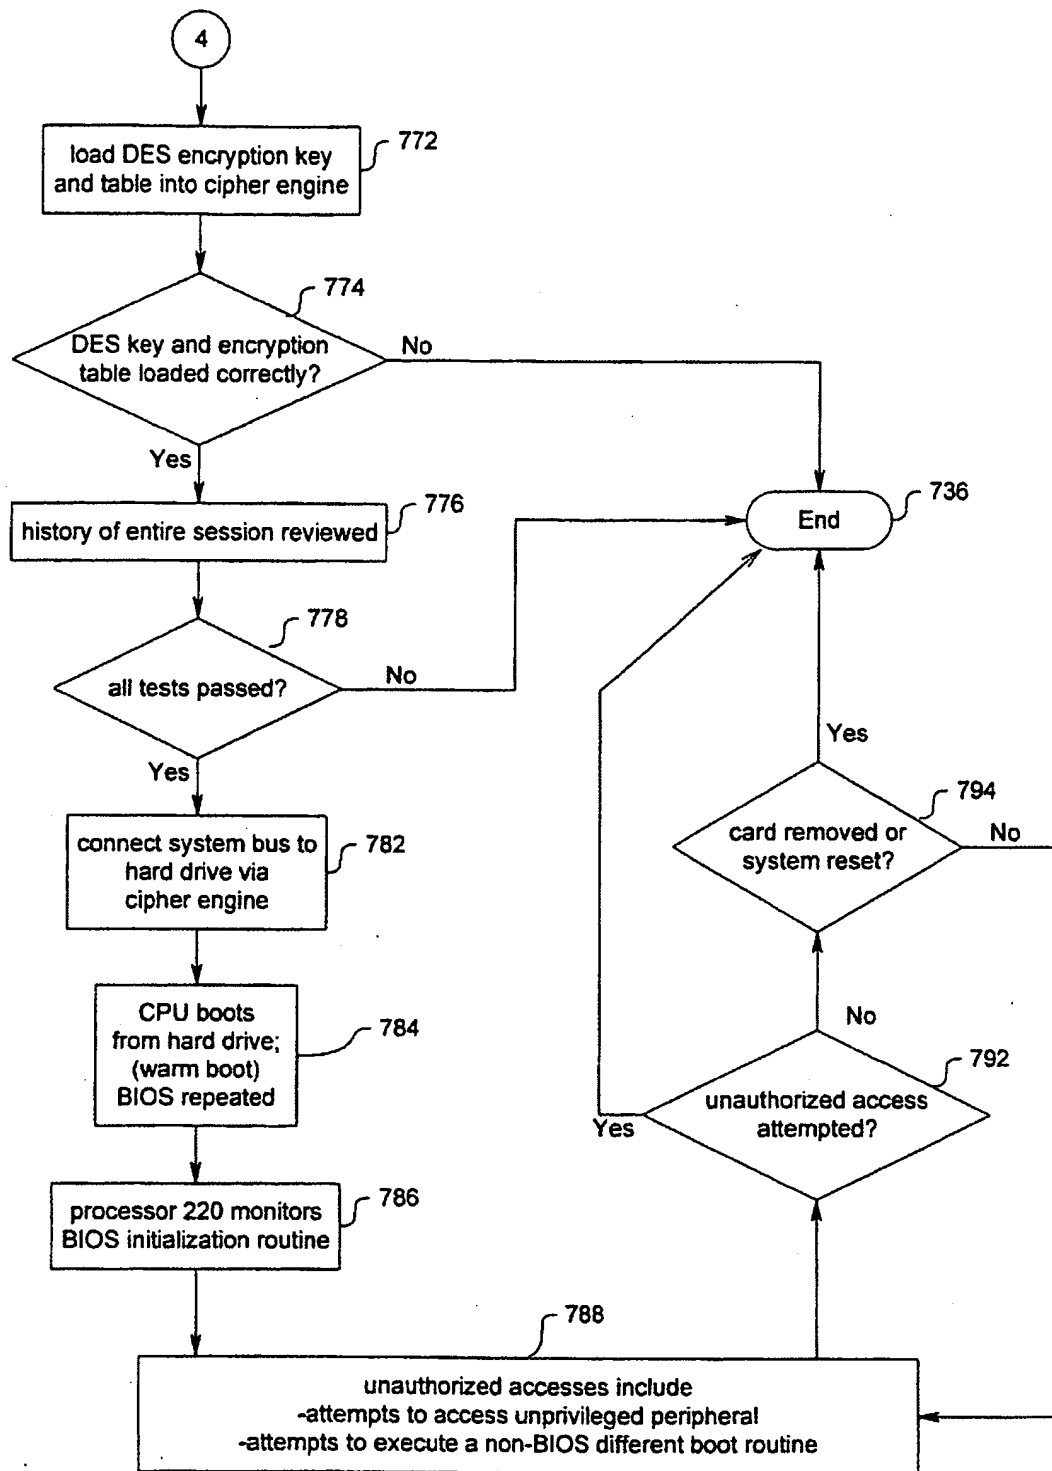 4
load DES encryption key
and table into cipher engine
772
774
DES key and encryption
table loaded correctly?
No
Yes
history of entire session reviewed
776
End
736
778
all tests passed?
No
Yes
connect system bus to
hard drive via
cipher engine
782
CPU boots
from hard drive;
(warm boot)
BIOS repeated
784
processor 220 monitors
BIOS initialization routine
786
788
unauthorized accesses include
-attempts to access unprivileged peripheral
-attempts to execute a non-BIOS different boot routine
792
unauthorized access
attempted?
Yes
No
794
card removed or
system reset?
Yes
No